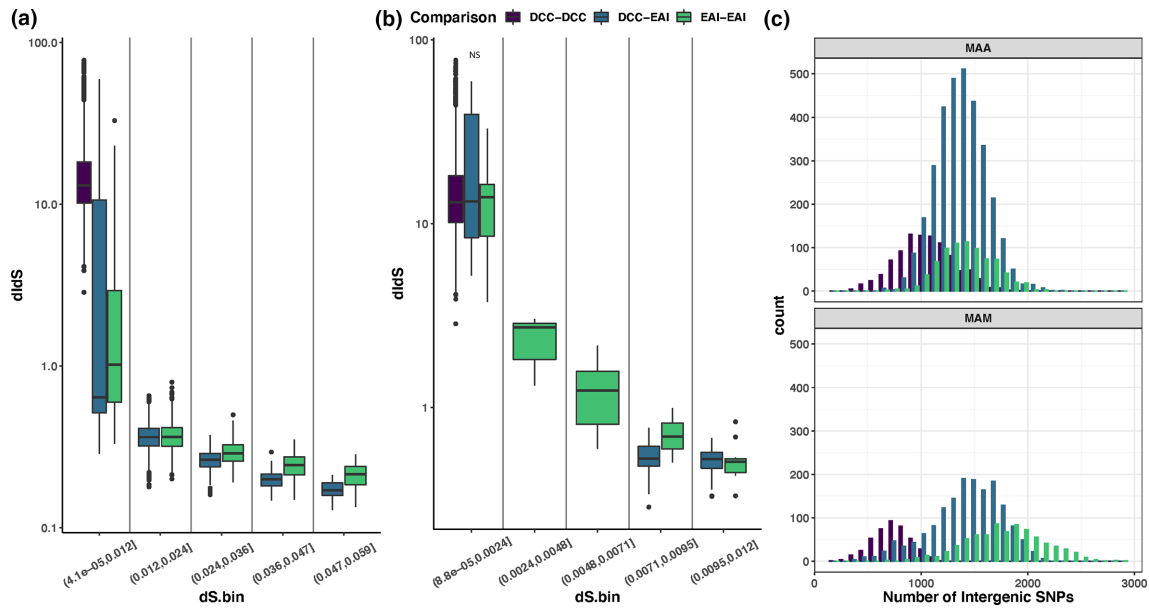 (a)
100.0
10.0
1.0
0.1
dIdS
(4.1e−05,0.012]
(0.012,0.024]
(0.024,0.036]
(0.036,0.047]
(0.047,0.059]
dS.bin
(b)
Comparison DCC−DCC DCC−EAI EAI−EAI
NS
100
10
1
dIdS
(8.8e−05,0.0024]
(0.0024,0.0048]
(0.0048,0.0071]
(0.0071,0.0095]
(0.0095,0.012]
dS.bin
(c)
MAA
500
400
300
200
100
0
count
MAM
500
400
300
200
100
0
0 1000 2000 3000
Number of Intergenic SNPs